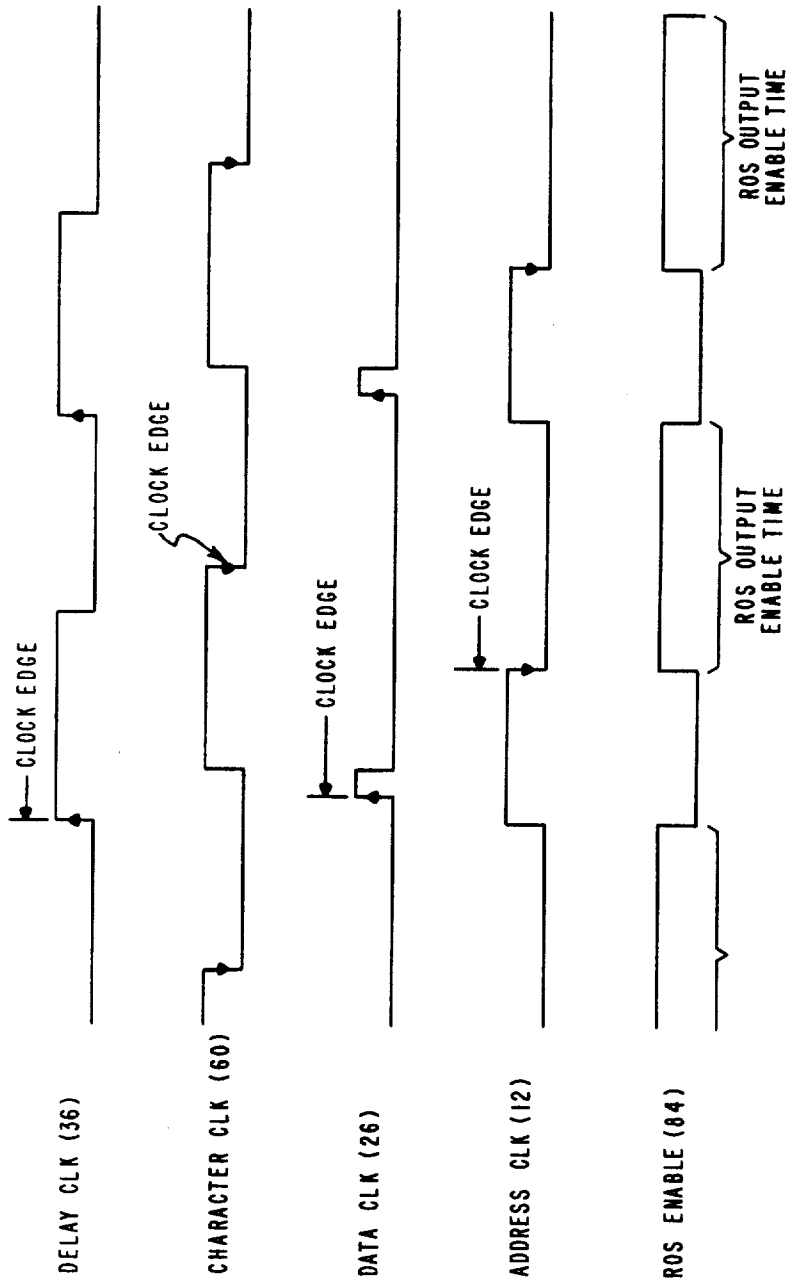 DELAY CLK (36)
CLOCK EDGE
CHARACTER CLK (60)
CLOCK EDGE
DATA CLK (26)
CLOCK EDGE
ADDRESS CLK (12)
CLOCK EDGE
ROS ENABLE (84)
ROS OUTPUT
ENABLE TIME
ROS OUTPUT
ENABLE TIME